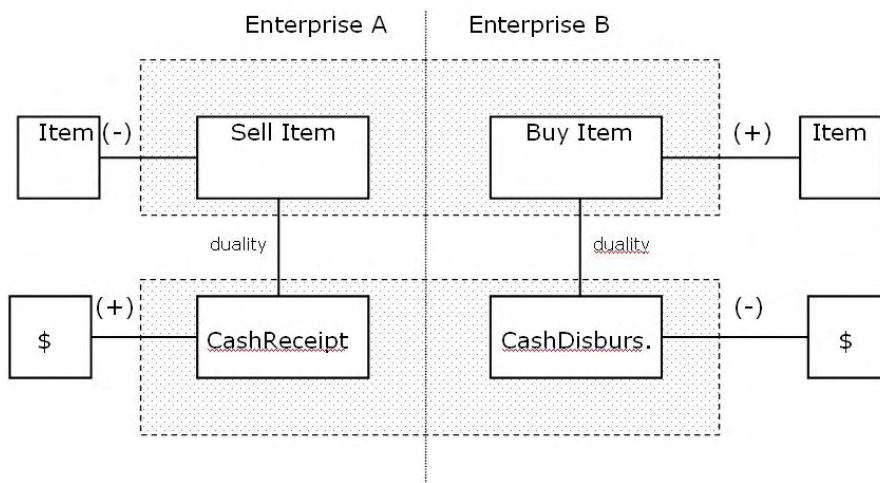 Enterprise A
Enterprise B
Item
(-)
Sell Item
Buy Item
(+)
Item
duality
duality
$
(+)
CashReceipt
CashDisburs.
(-)
$